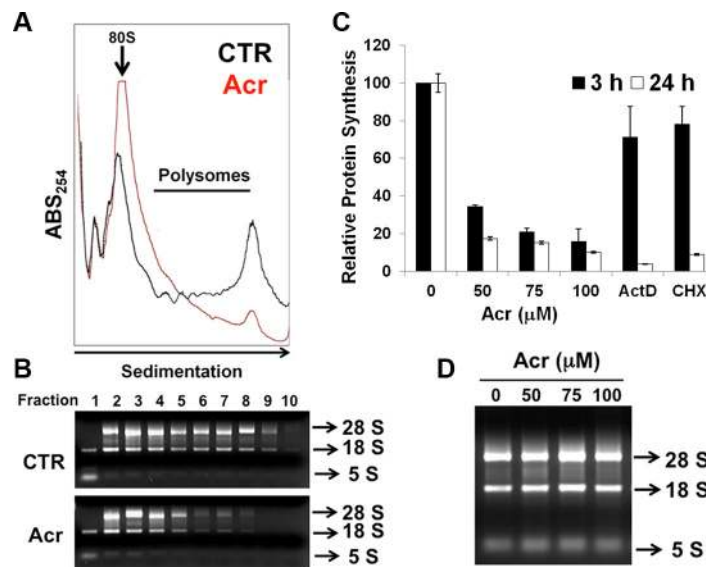 A
80S
CTR
Acr
Polysomes
ABS254
Sedimentation
B
Fraction 1 2 3 4 5 6 7 8 9 10
CTR
28 S
18 S
5 S
Acr
28 S
18 S
5 S
C
Relative Protein Synthesis
120
100
80
60
40
20
0
3 h 24 h
0 50 75 100 ActD CHX
Acr (μM)
D
Acr (μM)
0 50 75 100
28 S
18 S
5 S